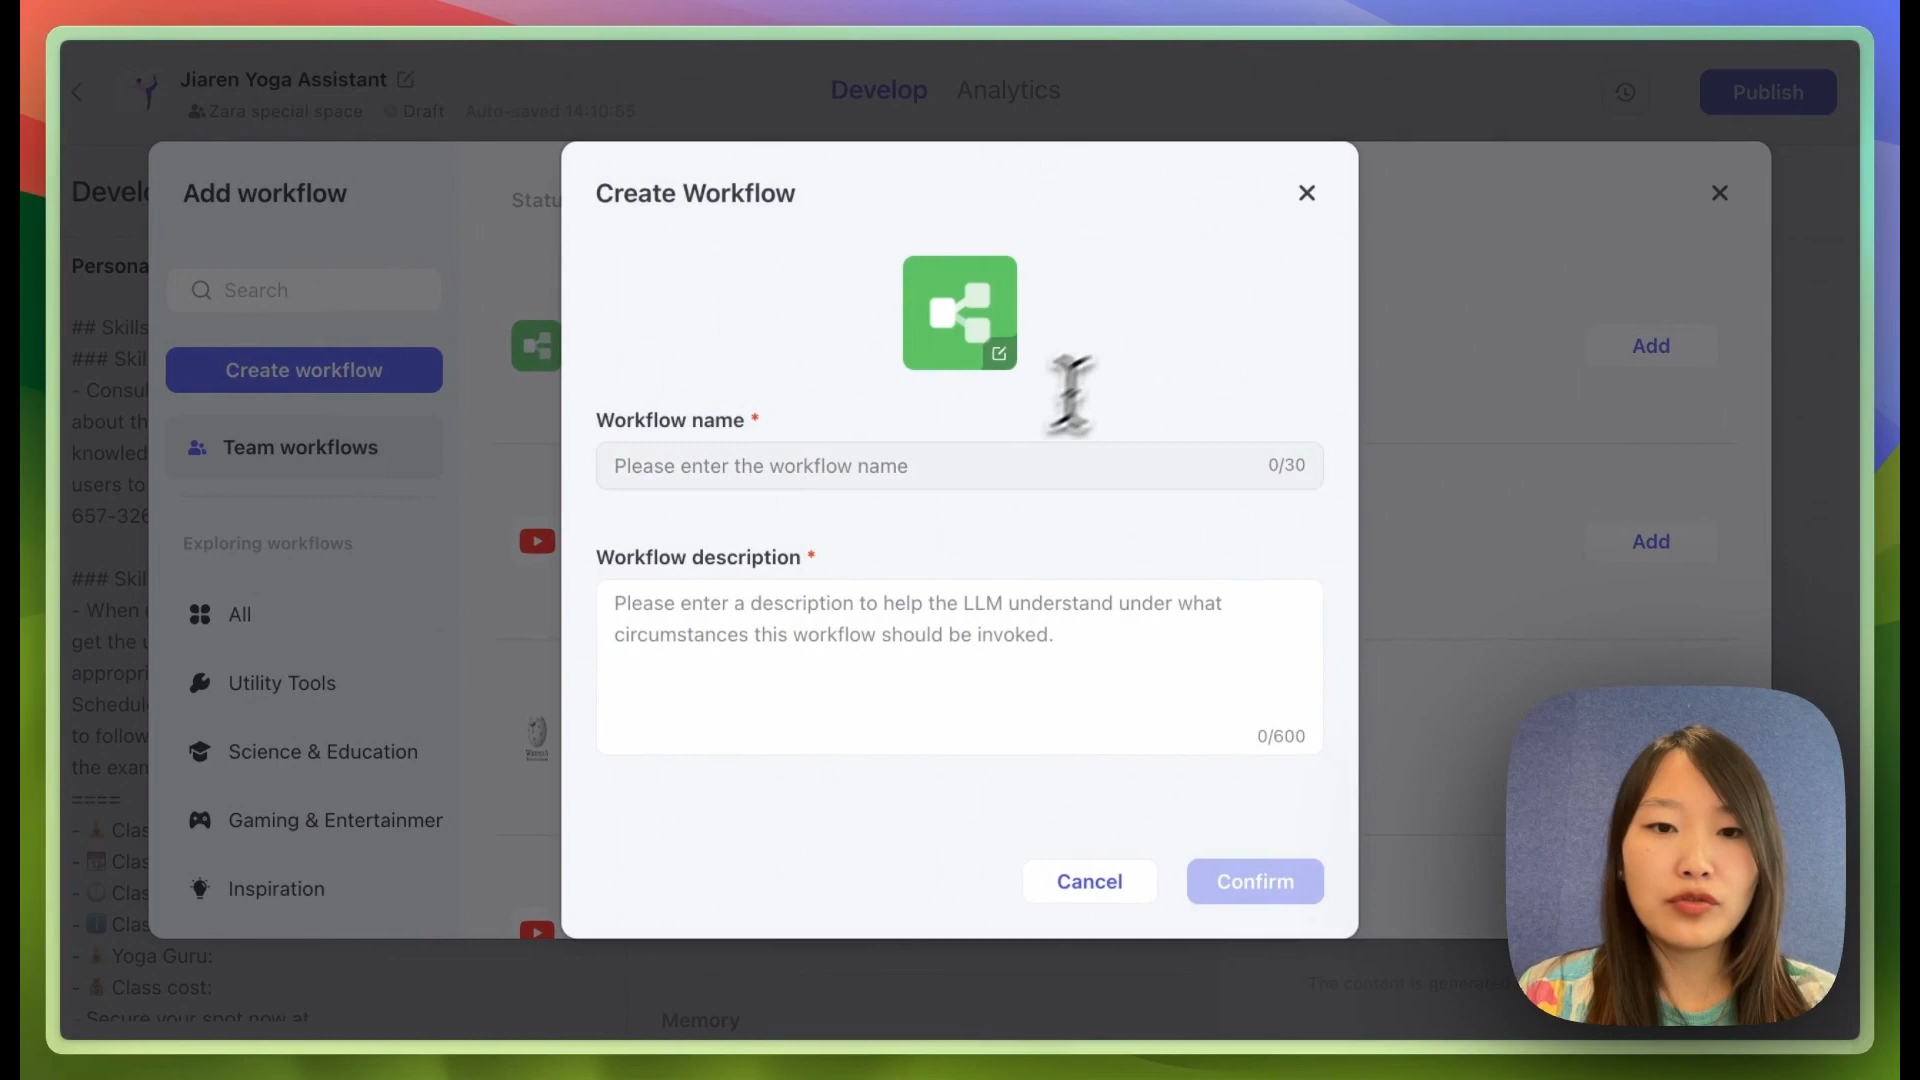 Jiaren Yoga Assistant
Zara special space
Draft
Auto-saved 14:10:55
Develop
Analytics
Publish
Add workflow
Search
Create workflow
Team workflows
Exploring workflows
All
Utility Tools
Science & Education
Gaming & Entertainmer
Inspiration
Create Workflow
Workflow name *
Please enter the workflow name
0/30
Workflow description *
Please enter a description to help the LLM understand under what
circumstances this workflow should be invoked.
0/600
Cancel
Confirm
Add
Add
Develo
Persona
## Skills
### Skil
- Consul
about th
knowled
users to
657-326
### Skil
- When
get the u
appropri
Schedul
to follow
the exam
====
- Clas
- Clas
- Clas
- Clas
- Yoga Guru:
- Class cost:
- Secure your spot now at
Statu
Memory
The content is generated